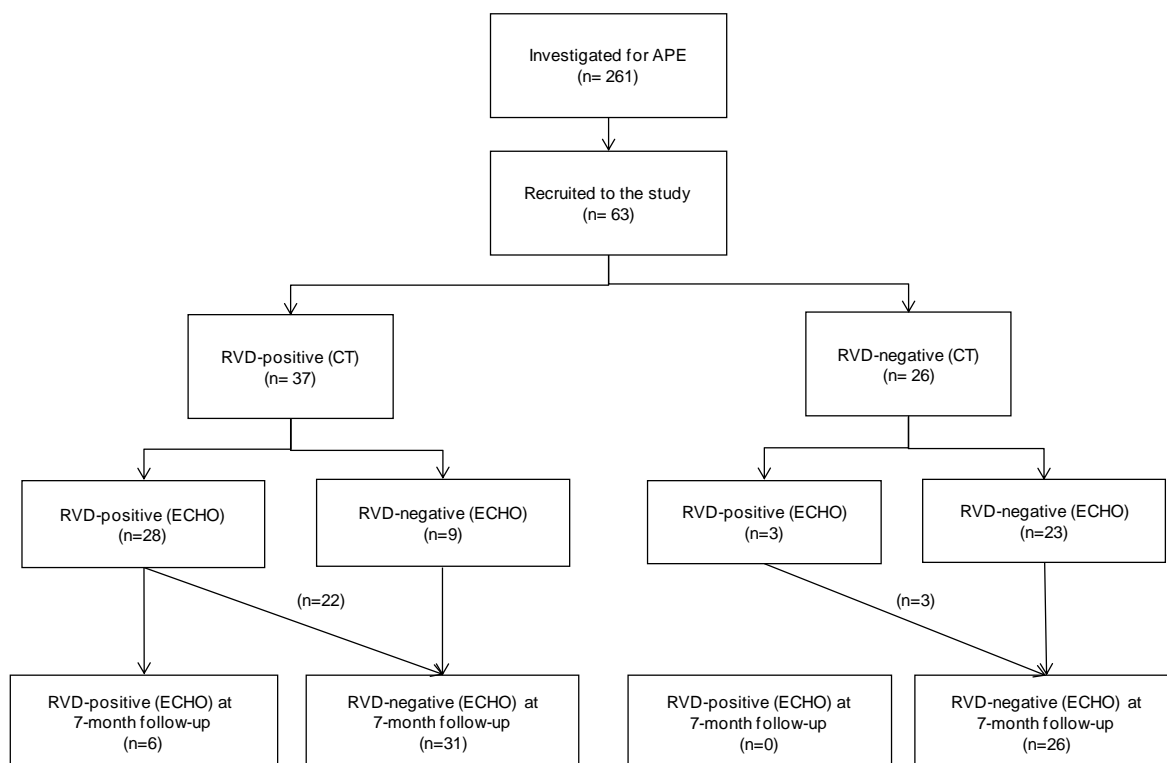 Investigated for APE
(n= 261)
Recruited to the study
(n= 63)
RVD-positive (CT)
(n= 37)
RVD-negative (CT)
(n= 26)
RVD-positive (ECHO)
(n=28)
RVD-negative (ECHO)
(n=9)
RVD-positive (ECHO)
(n=3)
RVD-negative (ECHO)
(n=23)
(n=22)
(n=3)
RVD-positive (ECHO) at
7-month follow-up
(n=6)
RVD-negative (ECHO) at
7-month follow-up
(n=31)
RVD-positive (ECHO) at
7-month follow-up
(n=0)
RVD-negative (ECHO) at
7-month follow-up
(n=26)